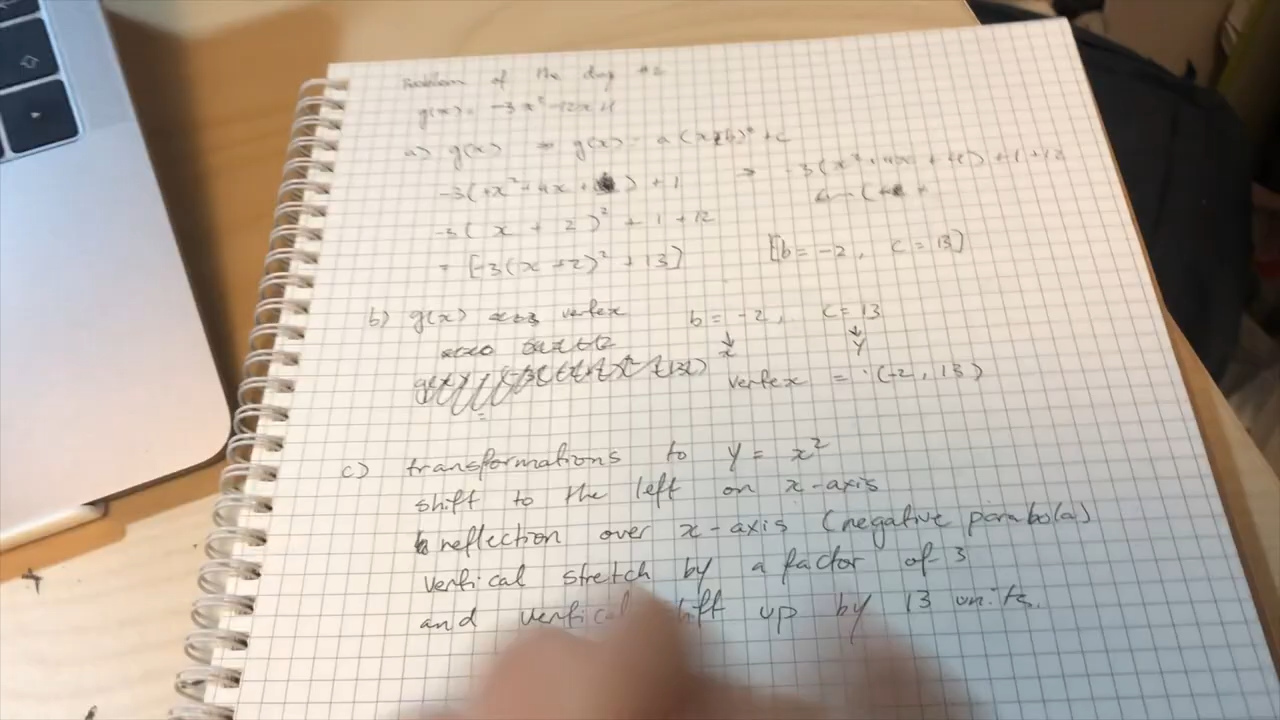 Problem of the day #2
g(x) = -3x² -12x+1
a) g(x) → g(x) = a(x-b)² + c
-3(+x² + 4x + ) + 1 → -3(x² + 4x + 4) + 1 + 12
-3( x + 2 )² + 1 + 12
= [-3(x+2)² + 13] [b = -2, c = 13]
b) g(x) vertex b = -2, c = 13
x y
vertex = (-2, 13)
c) transformations to y = x²
shift to the left on x-axis
reflection over x-axis (negative parabola)
vertical stretch by a factor of 3
and vertical up by 13 units.